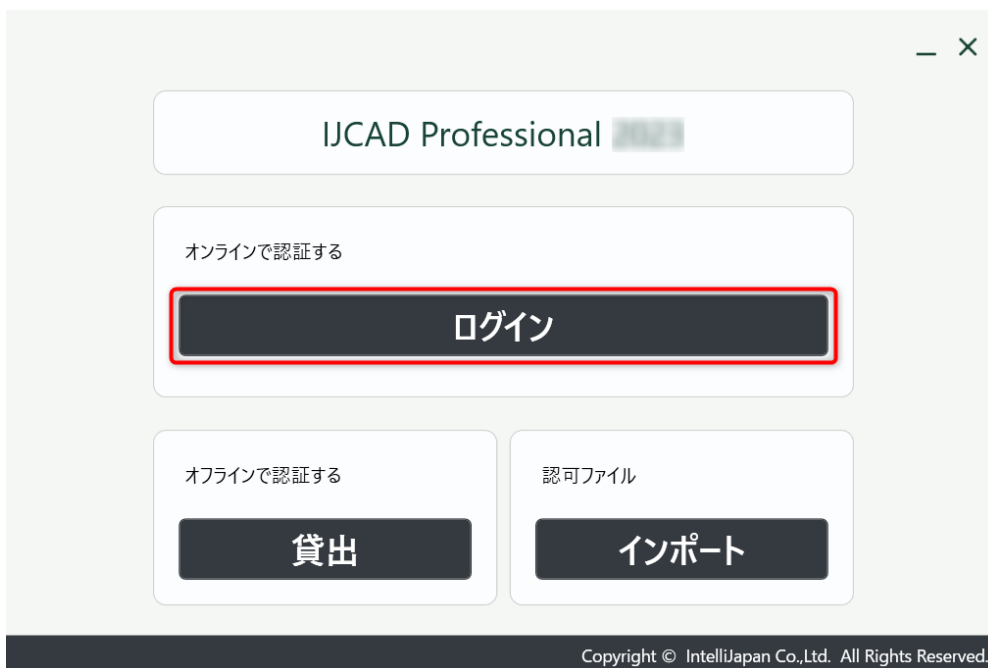 IJCAD Professional
オンラインで認証する
ログイン
オフラインで認証する
貸出
認可ファイル
インポート
Copyright © IntelliJapan Co.,Ltd. All Rights Reserved.